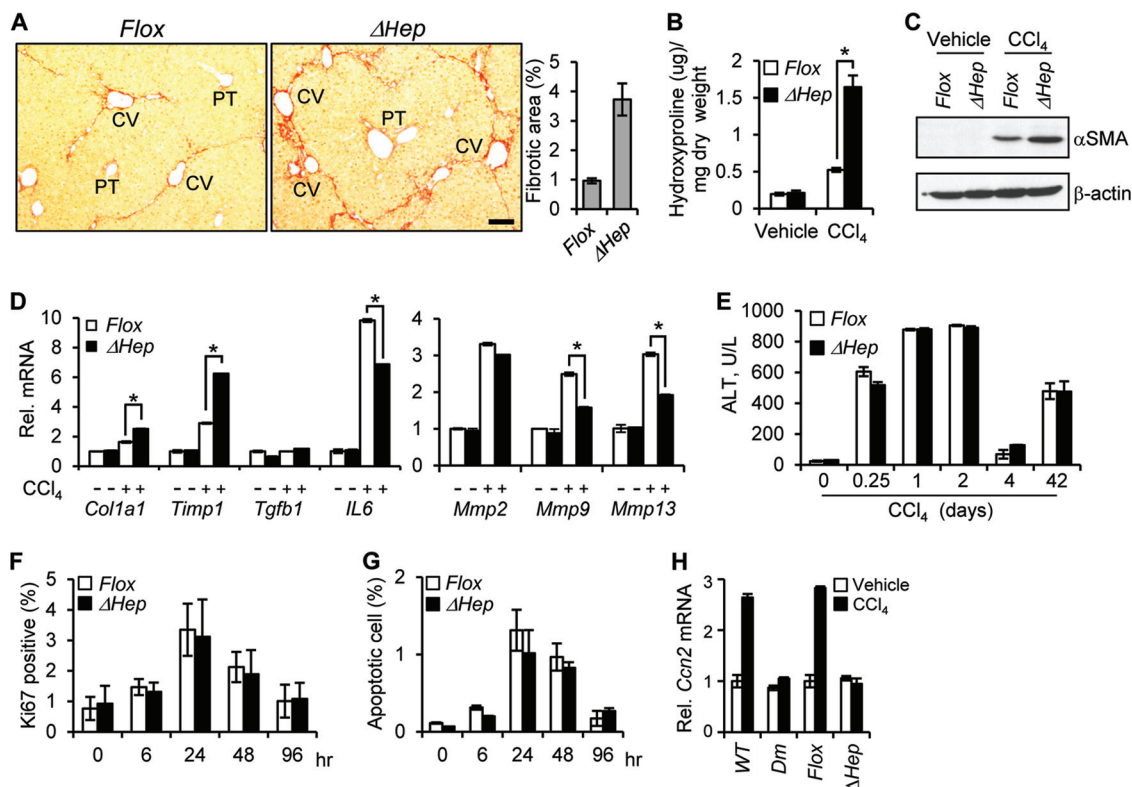 A
Flox
ΔHep
PT
CV
PT
CV
CV
PT
CV
CV
Fibrotic area (%)
5
4
3
2
1
0
Flox
ΔHep
B
Hydroxyproline (ug)/
mg dry weight
2
1.5
1
0.5
0
*
Flox
ΔHep
Vehicle CCl4
C
Vehicle CCl4
Flox ΔHep Flox ΔHep
αSMA
β-actin
D
Rel. mRNA
10
8
6
4
2
0
Flox
ΔHep
* * *
CCl4 - - + + - - + + - - + + - - + +
Col1a1 Timp1 Tgfb1 IL6
4
3
2
1
0
* *
- - + + - - + + - - + +
Mmp2 Mmp9 Mmp13
E
ALT, U/L
1000
800
600
400
200
0
Flox
ΔHep
0 0.25 1 2 4 42
CCl4 (days)
F
Ki67 positive (%)
5
4
3
2
1
0
Flox
ΔHep
0 6 24 48 96 hr
G
Apoptotic cell (%)
2
1
0
Flox
ΔHep
0 6 24 48 96 hr
H
Rel. Ccn2 mRNA
3
2
1
0
Vehicle
CCl4
WT Dm Flox ΔHep